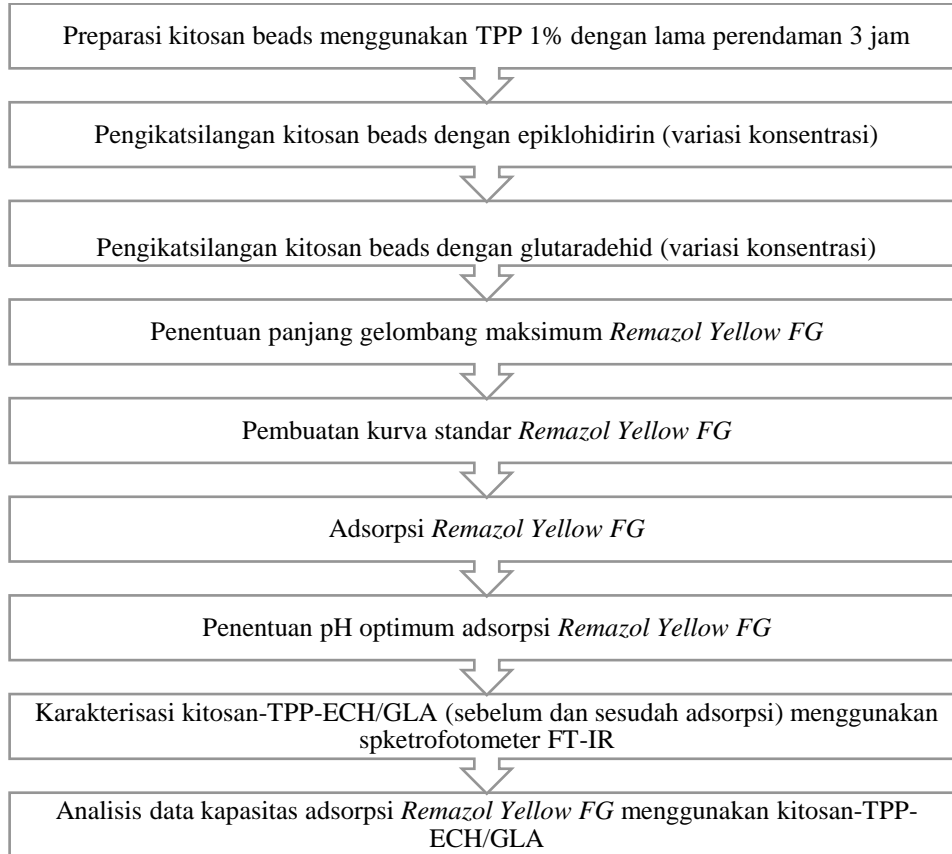 Preparasi kitosan beads menggunakan TPP 1% dengan lama perendaman 3 jam
Pengikatsilangan kitosan beads dengan epiklohidirin (variasi konsentrasi)
Pengikatsilangan kitosan beads dengan glutaradehid (variasi konsentrasi)
Penentuan panjang gelombang maksimum Remazol Yellow FG
Pembuatan kurva standar Remazol Yellow FG
Adsorpsi Remazol Yellow FG
Penentuan pH optimum adsorpsi Remazol Yellow FG
Karakterisasi kitosan-TPP-ECH/GLA (sebelum dan sesudah adsorpsi) menggunakan
spketrofotometer FT-IR
Analisis data kapasitas adsorpsi Remazol Yellow FG menggunakan kitosan-TPP-
ECH/GLA